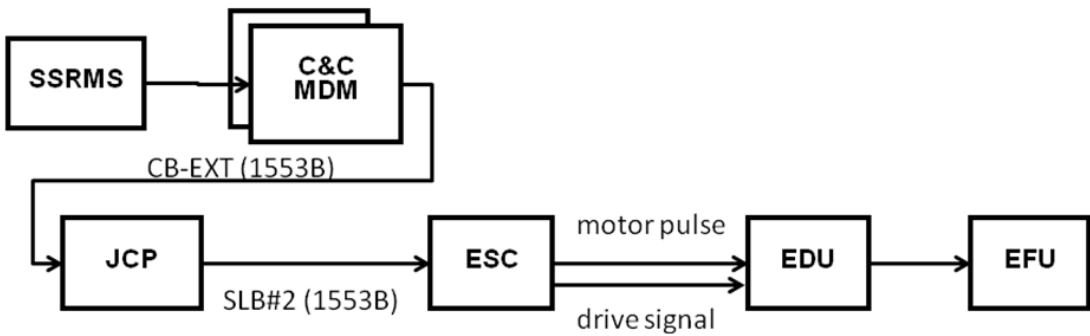 SSRMS
C&C
MDM
CB-EXT (1553B)
JCP
SLB#2 (1553B)
ESC
motor pulse
drive signal
EDU
EFU